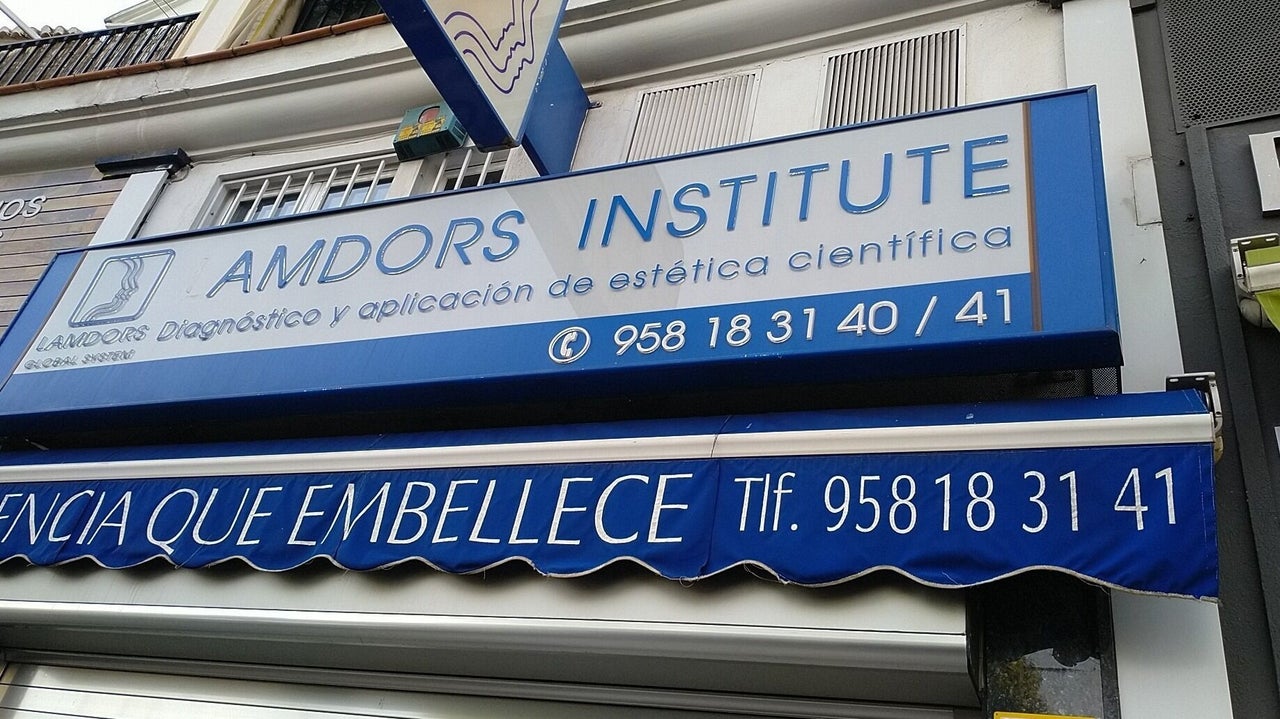 AMDORS INSTITUTE
LAMDORS Diagnóstico y aplicación de estética científica
GLOBAL SYSTEM
958 18 31 40 / 41
ENCIA QUE EMBELLECE Tlf. 958 18 31 41
IOS